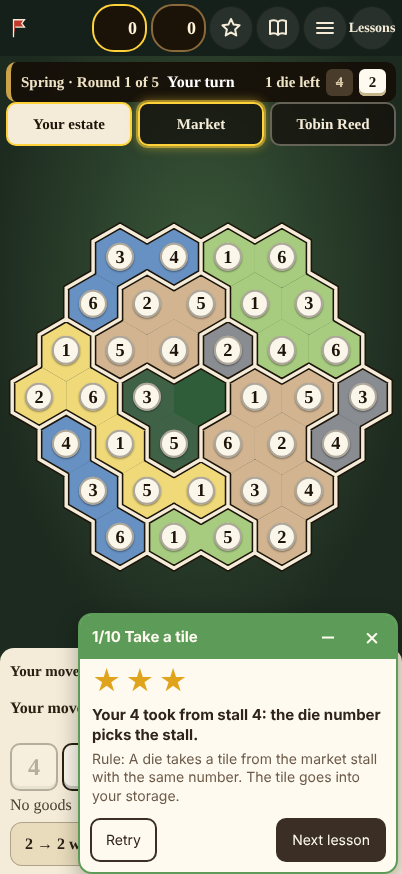 0 0 Lessons
Spring · Round 1 of 5 Your turn 1 die left 4 2
Your estate Market Tobin Reed
3 4 1 6
6 2 5 1 3
1 5 4 2 4 6
2 6 3 1 5 3
4 1 5 6 2 4
3 5 1 3 4
6 1 5 2
Your move
Your move
4
No goods
2 → 2 w
1/10 Take a tile
Your 4 took from stall 4: the die number
picks the stall.
Rule: A die takes a tile from the market stall
with the same number. The tile goes into
your storage.
Retry Next lesson